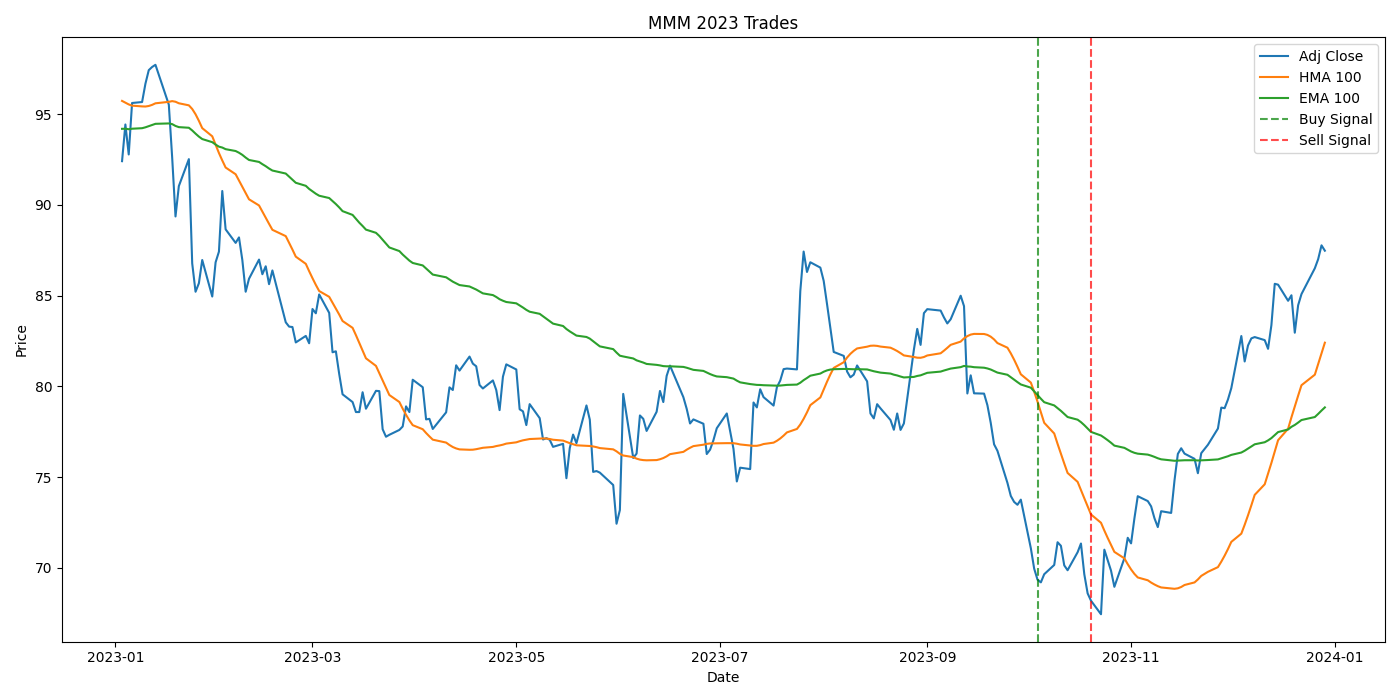 MMM 2023 Trades
Adj Close
HMA 100
EMA 100
Buy Signal
Sell Signal
Price
95
90
85
80
75
70
2023-01
2023-03
2023-05
2023-07
2023-09
2023-11
2024-01
Date